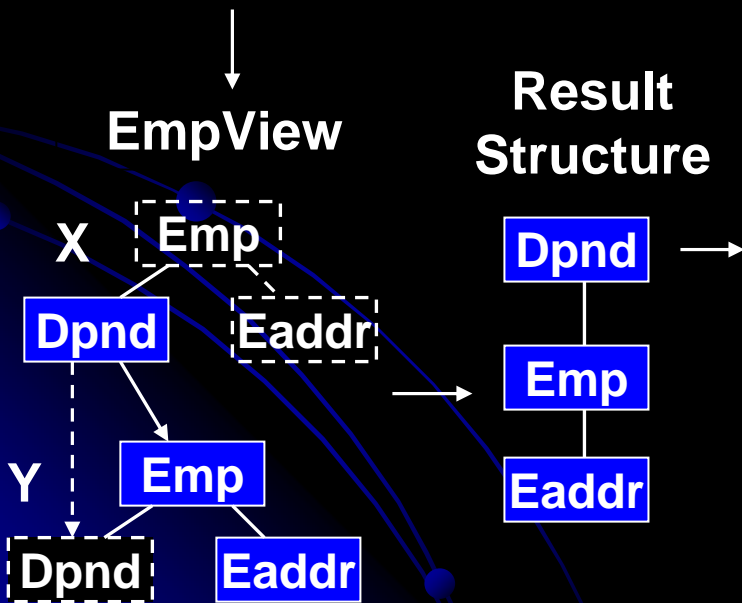 EmpView
X
Emp
Dpnd
Eaddr
Y
Emp
Dpnd
Eaddr
Result
Structure
Dpnd
Emp
Eaddr